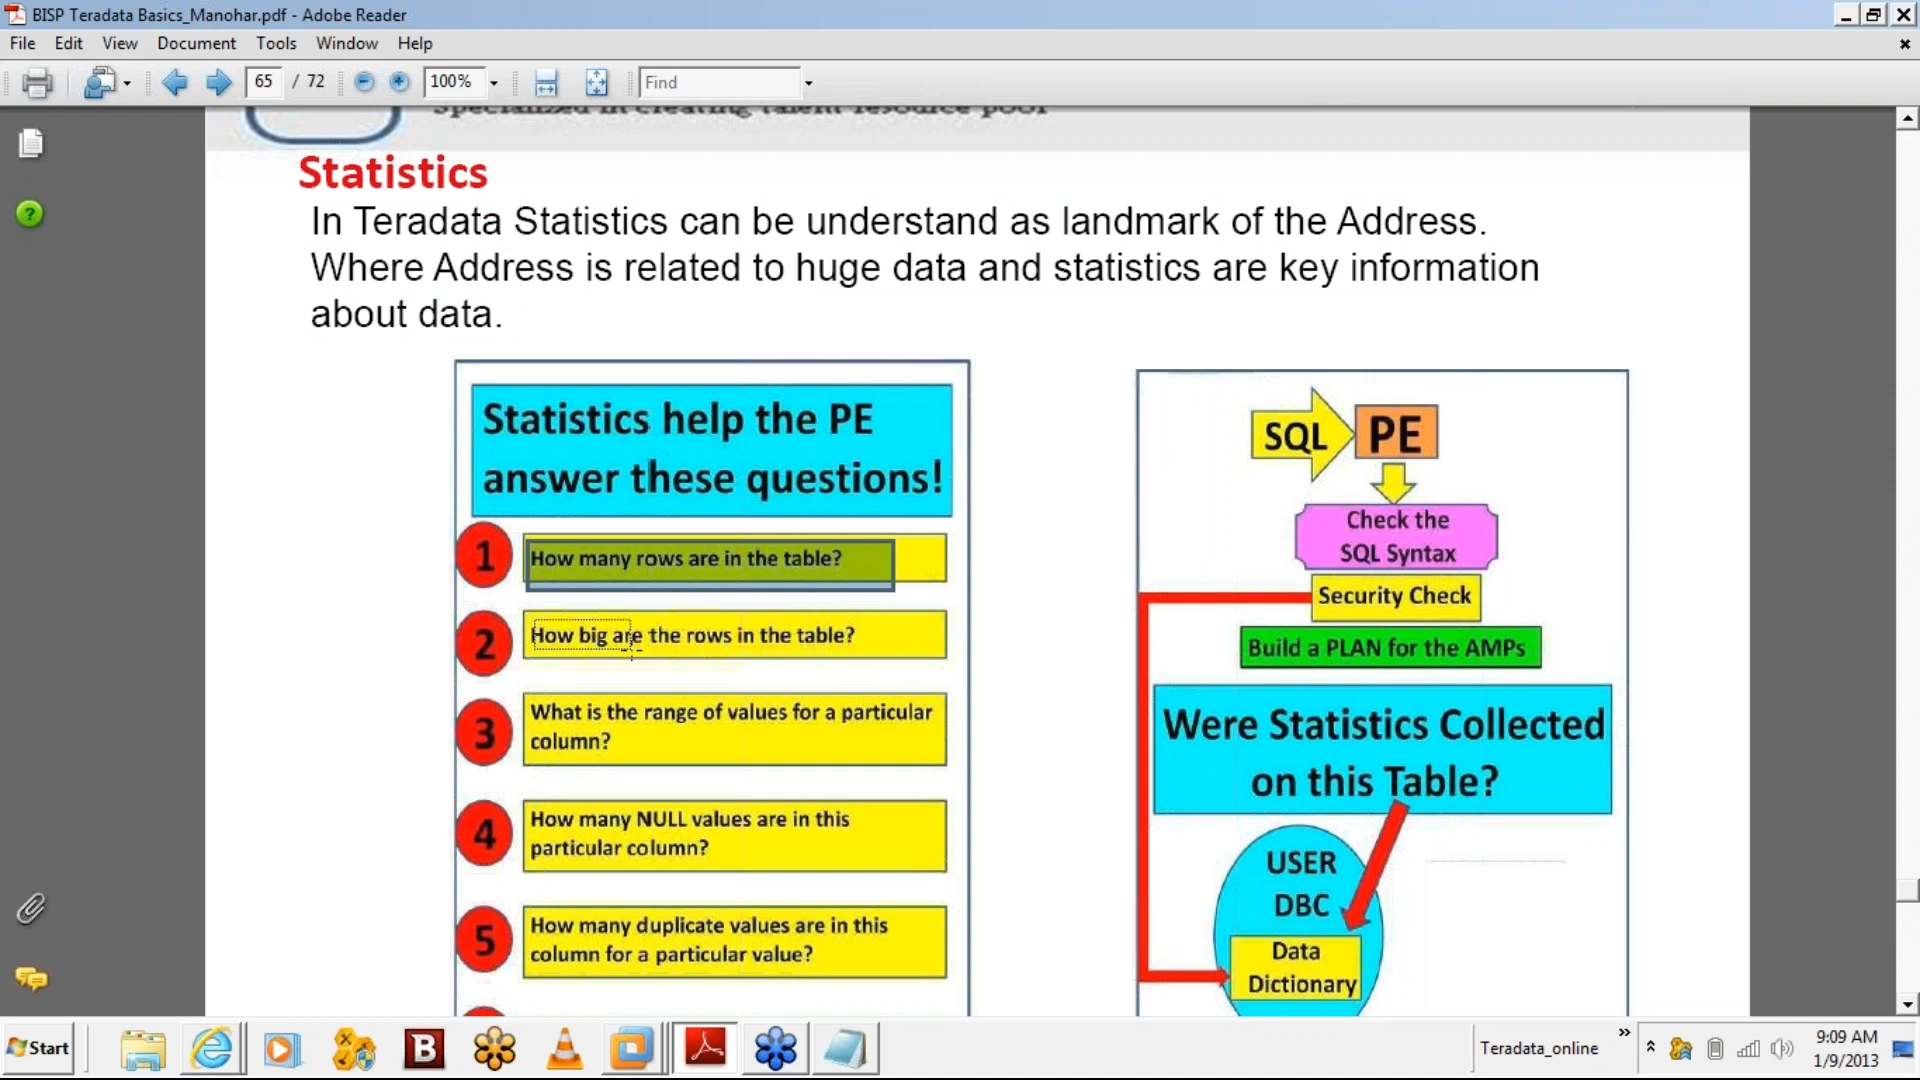 BISP Teradata Basics_Manohar.pdf - Adobe Reader
File Edit View Document Tools Window Help
65 / 72 100% Find
Specialized in creating talent resource pool
Statistics
In Teradata Statistics can be understand as landmark of the Address.
Where Address is related to huge data and statistics are key information
about data.
Statistics help the PE
answer these questions!
1 How many rows are in the table?
2 How big are the rows in the table?
3 What is the range of values for a particular
column?
4 How many NULL values are in this
particular column?
5 How many duplicate values are in this
column for a particular value?
SQL PE
Check the
SQL Syntax
Security Check
Build a PLAN for the AMPs
Were Statistics Collected
on this Table?
USER
DBC
Data
Dictionary
Start
B
Teradata_online
9:09 AM
1/9/2013